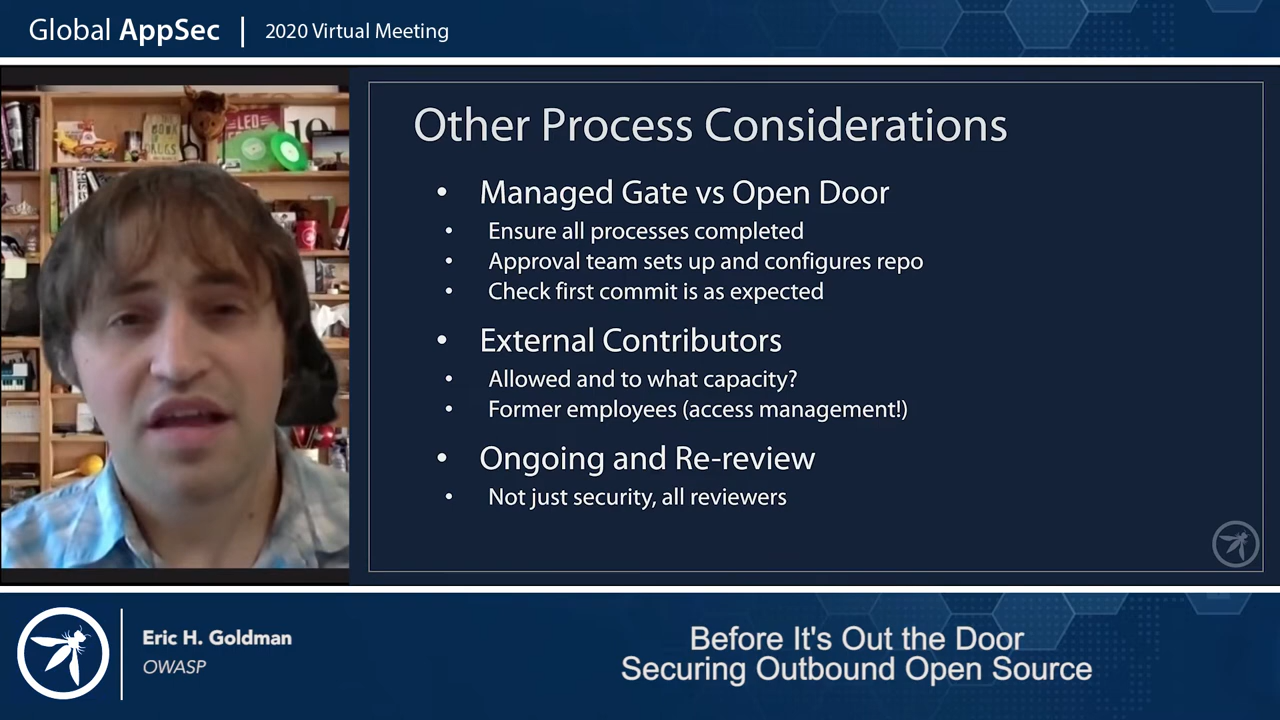 Global AppSec | 2020 Virtual Meeting
LED
Other Process Considerations
• Managed Gate vs Open Door
• Ensure all processes completed
• Approval team sets up and configures repo
• Check first commit is as expected
• External Contributors
• Allowed and to what capacity?
• Former employees (access management!)
• Ongoing and Re-review
• Not just security, all reviewers
Eric H. Goldman
OWASP
Before It's Out the Door
Securing Outbound Open Source